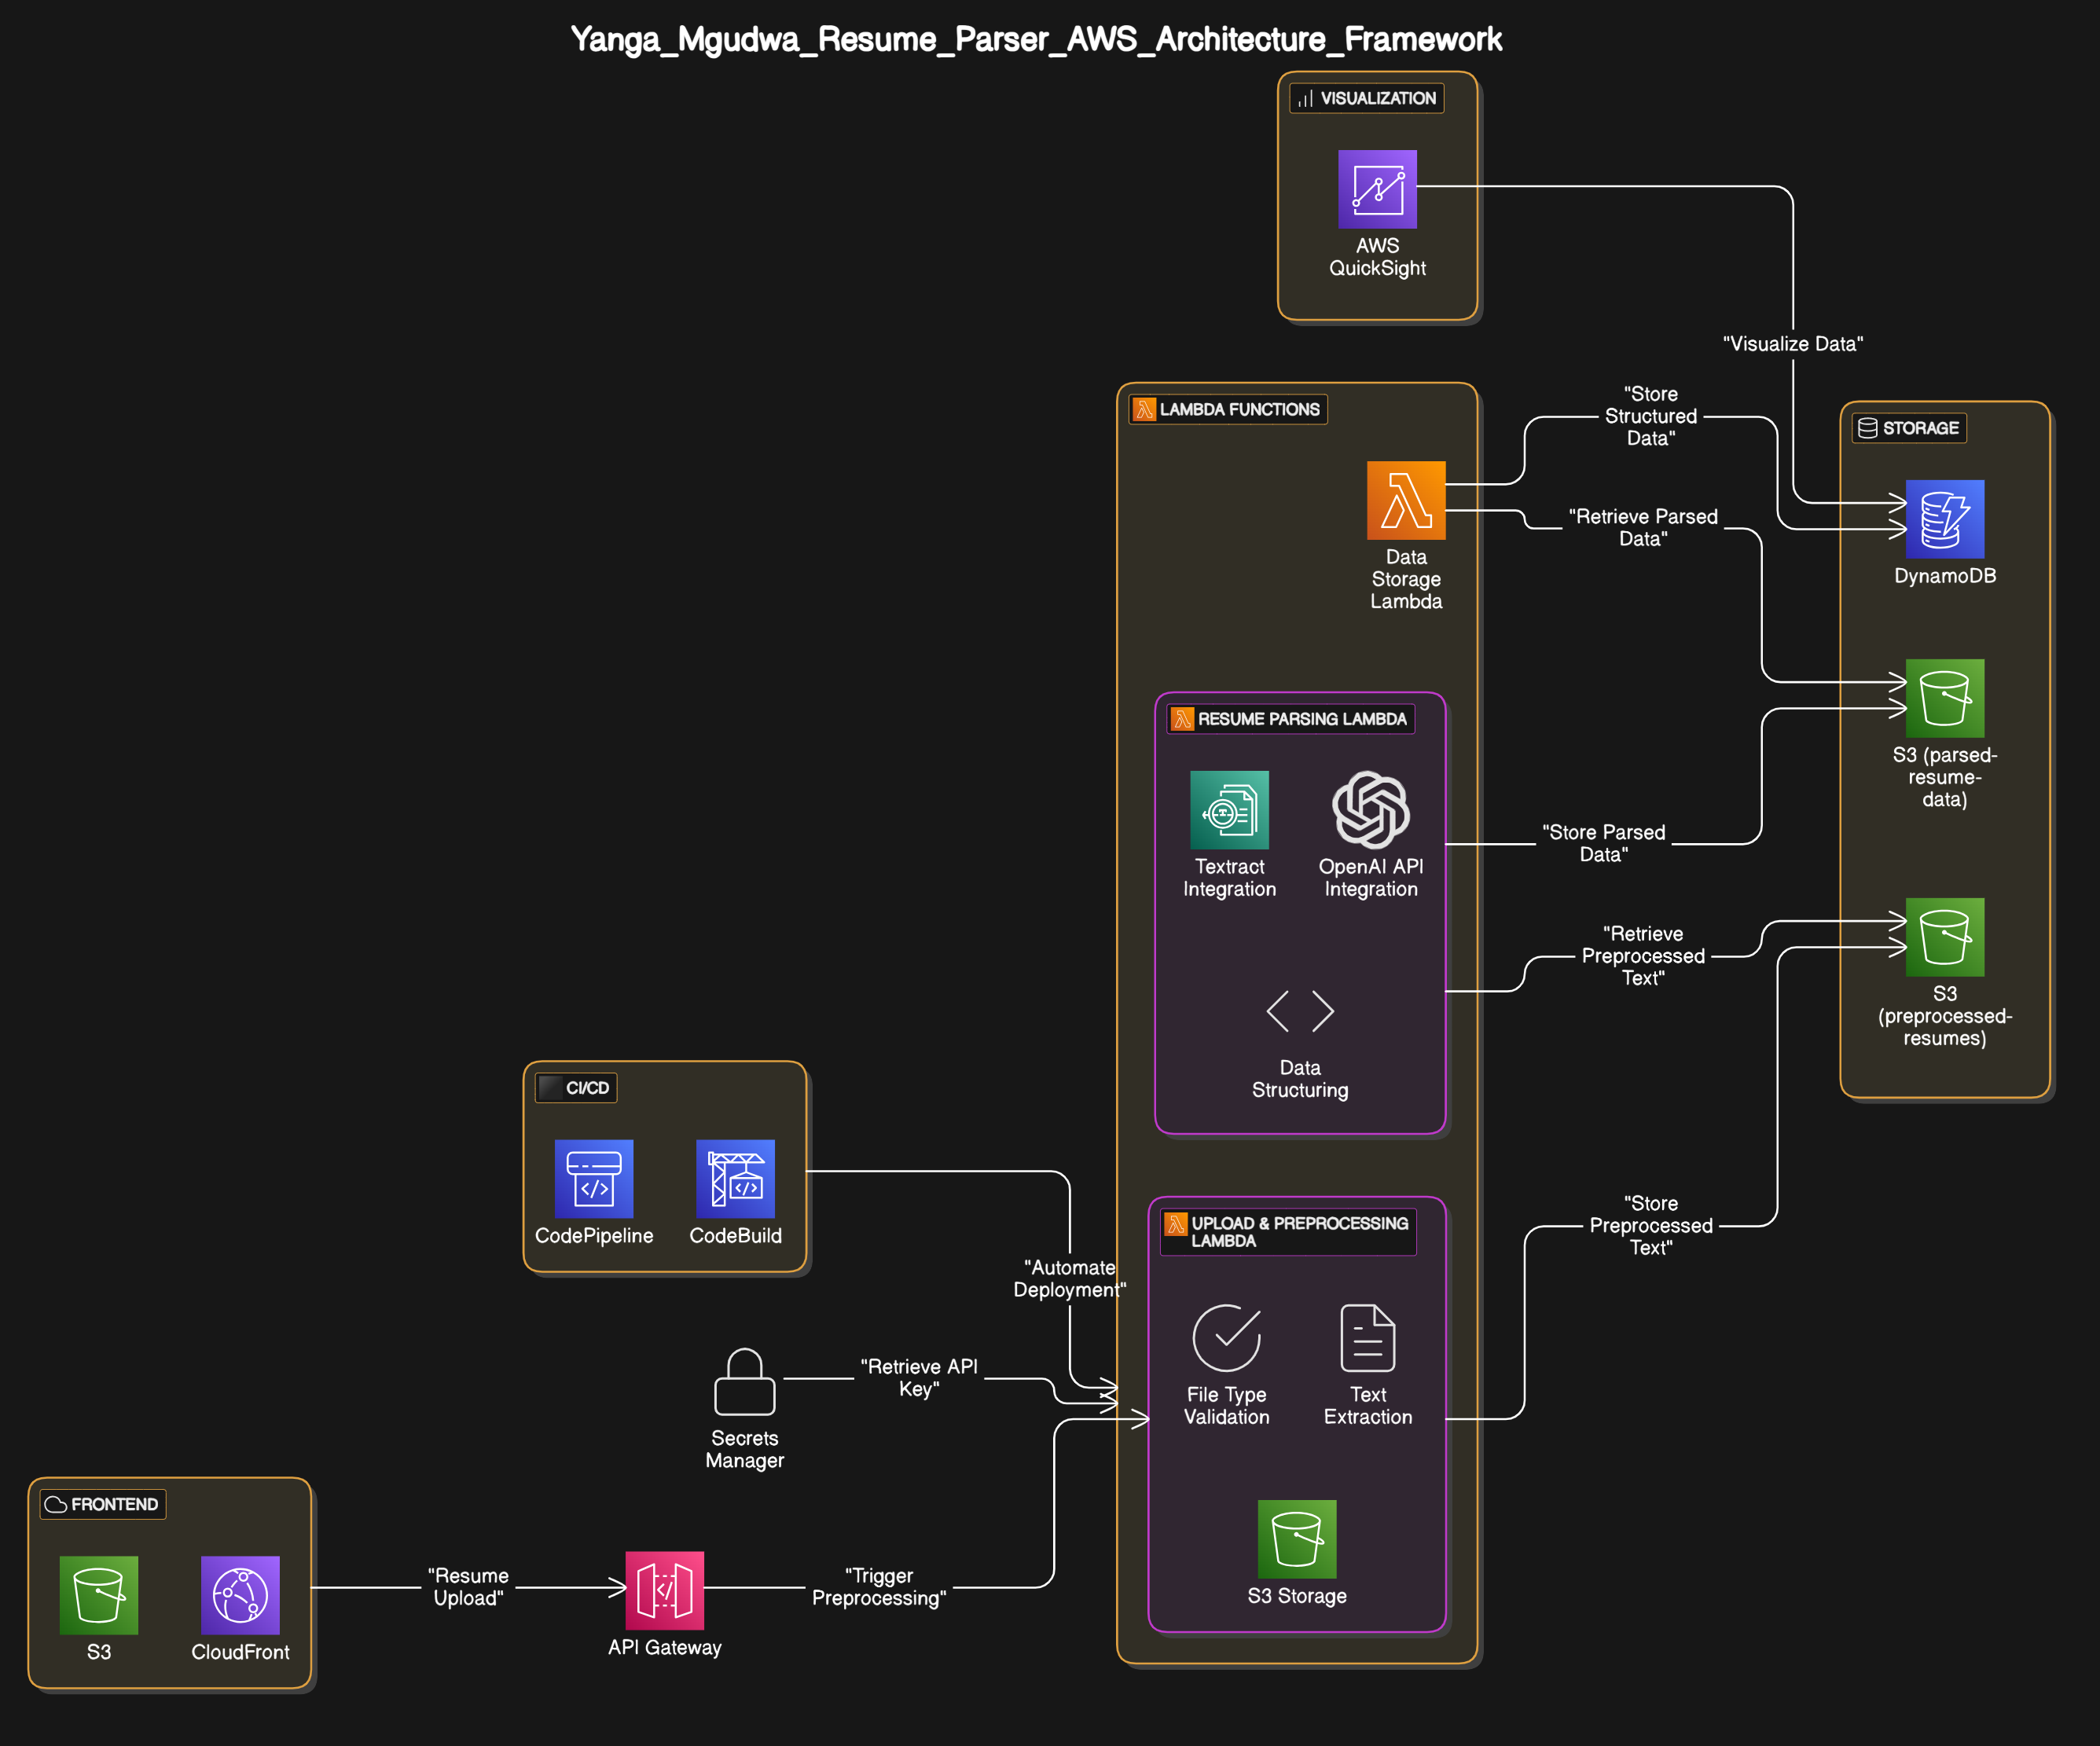 Yanga_Mgudwa_Resume_Parser_AWS_Architecture_Framework
VISUALIZATION
AWS
QuickSight
"Visualize Data"
LAMBDA FUNCTIONS
Data
Storage
Lambda
"Store
Structured
Data"
"Retrieve Parsed
Data"
STORAGE
DynamoDB
S3 (parsed-
resume-
data)
S3
(preprocessed-
resumes)
RESUME PARSING LAMBDA
Textract
Integration
OpenAI API
Integration
Data
Structuring
"Store Parsed
Data"
"Retrieve
Preprocessed
Text"
CI/CD
CodePipeline
CodeBuild
"Automate
Deployment"
UPLOAD & PREPROCESSING
LAMBDA
File Type
Validation
Text
Extraction
S3 Storage
"Store
Preprocessed
Text"
Secrets
Manager
"Retrieve API
Key"
FRONTEND
S3
CloudFront
"Resume
Upload"
API Gateway
"Trigger
Preprocessing"